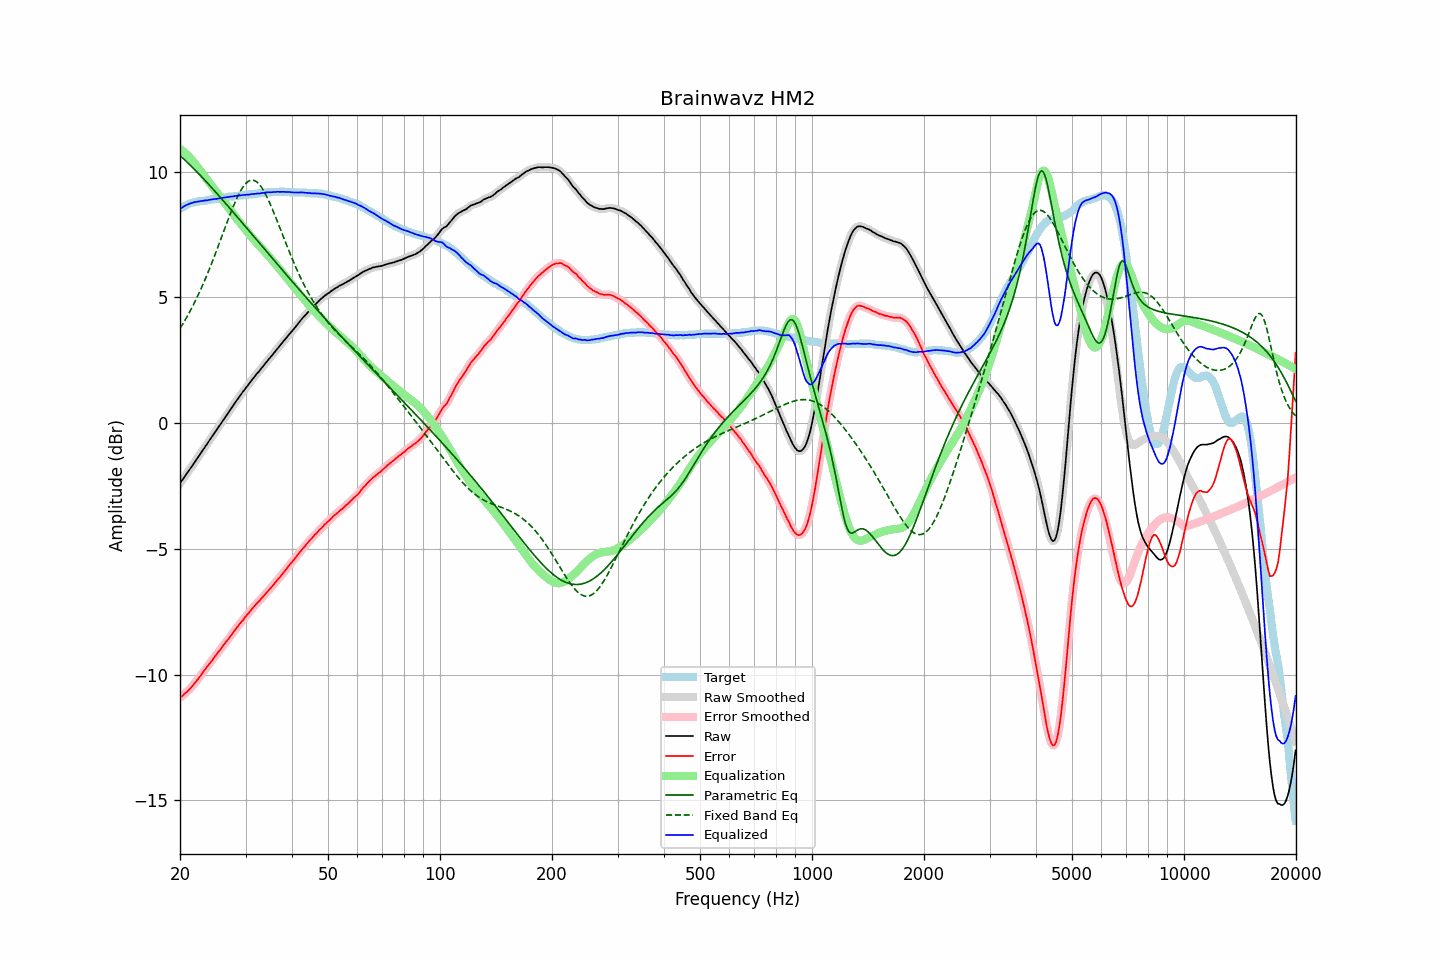 Brainwavz HM2
10
5
0
−5
−10
−15
Amplitude (dBr)
Target
Raw Smoothed
Error Smoothed
Raw
Error
Equalization
Parametric Eq
Fixed Band Eq
Equalized
20 50 100 200 500 1000 2000 5000 10000 20000
Frequency (Hz)